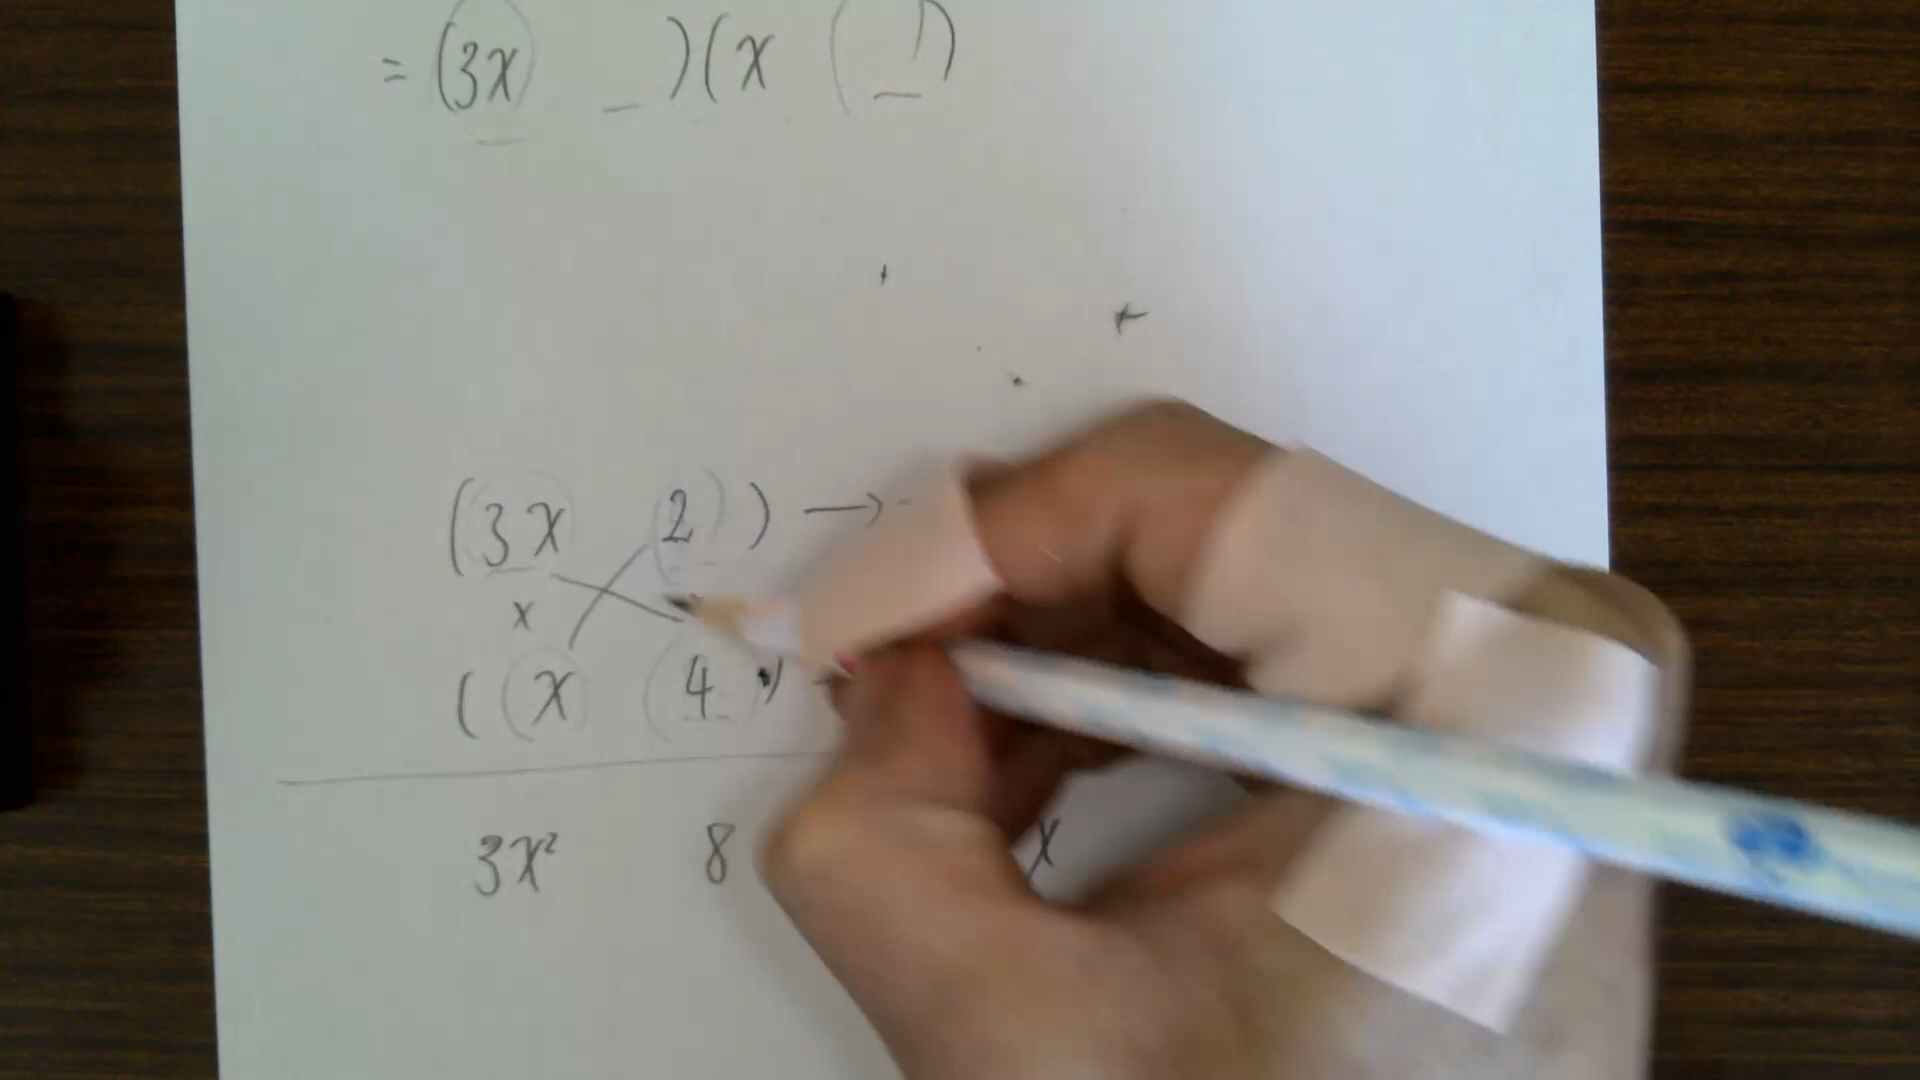 = (3x _ )(x ( _ ))
(3x 2) →
x
(x 4)
3x² 8 x